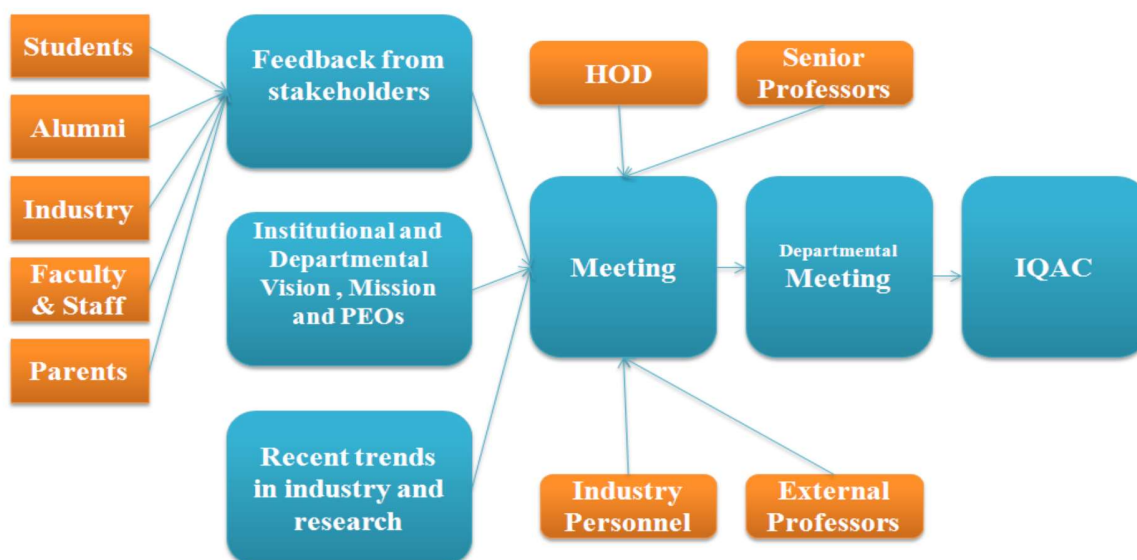 Students
Alumni
Industry
Faculty
& Staff
Parents
Feedback from
stakeholders
Institutional and
Departmental
Vision , Mission
and PEOs
Recent trends
in industry and
research
HOD
Senior
Professors
Meeting
Departmental
Meeting
IQAC
Industry
Personnel
External
Professors